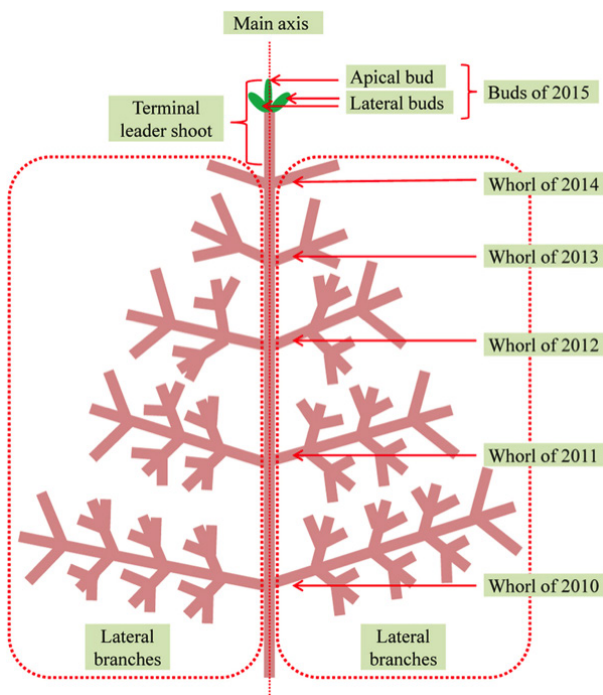 Main axis
Apical bud
Lateral buds
Buds of 2015
Terminal
leader shoot
Whorl of 2014
Whorl of 2013
Whorl of 2012
Whorl of 2011
Whorl of 2010
Lateral
branches
Lateral
branches